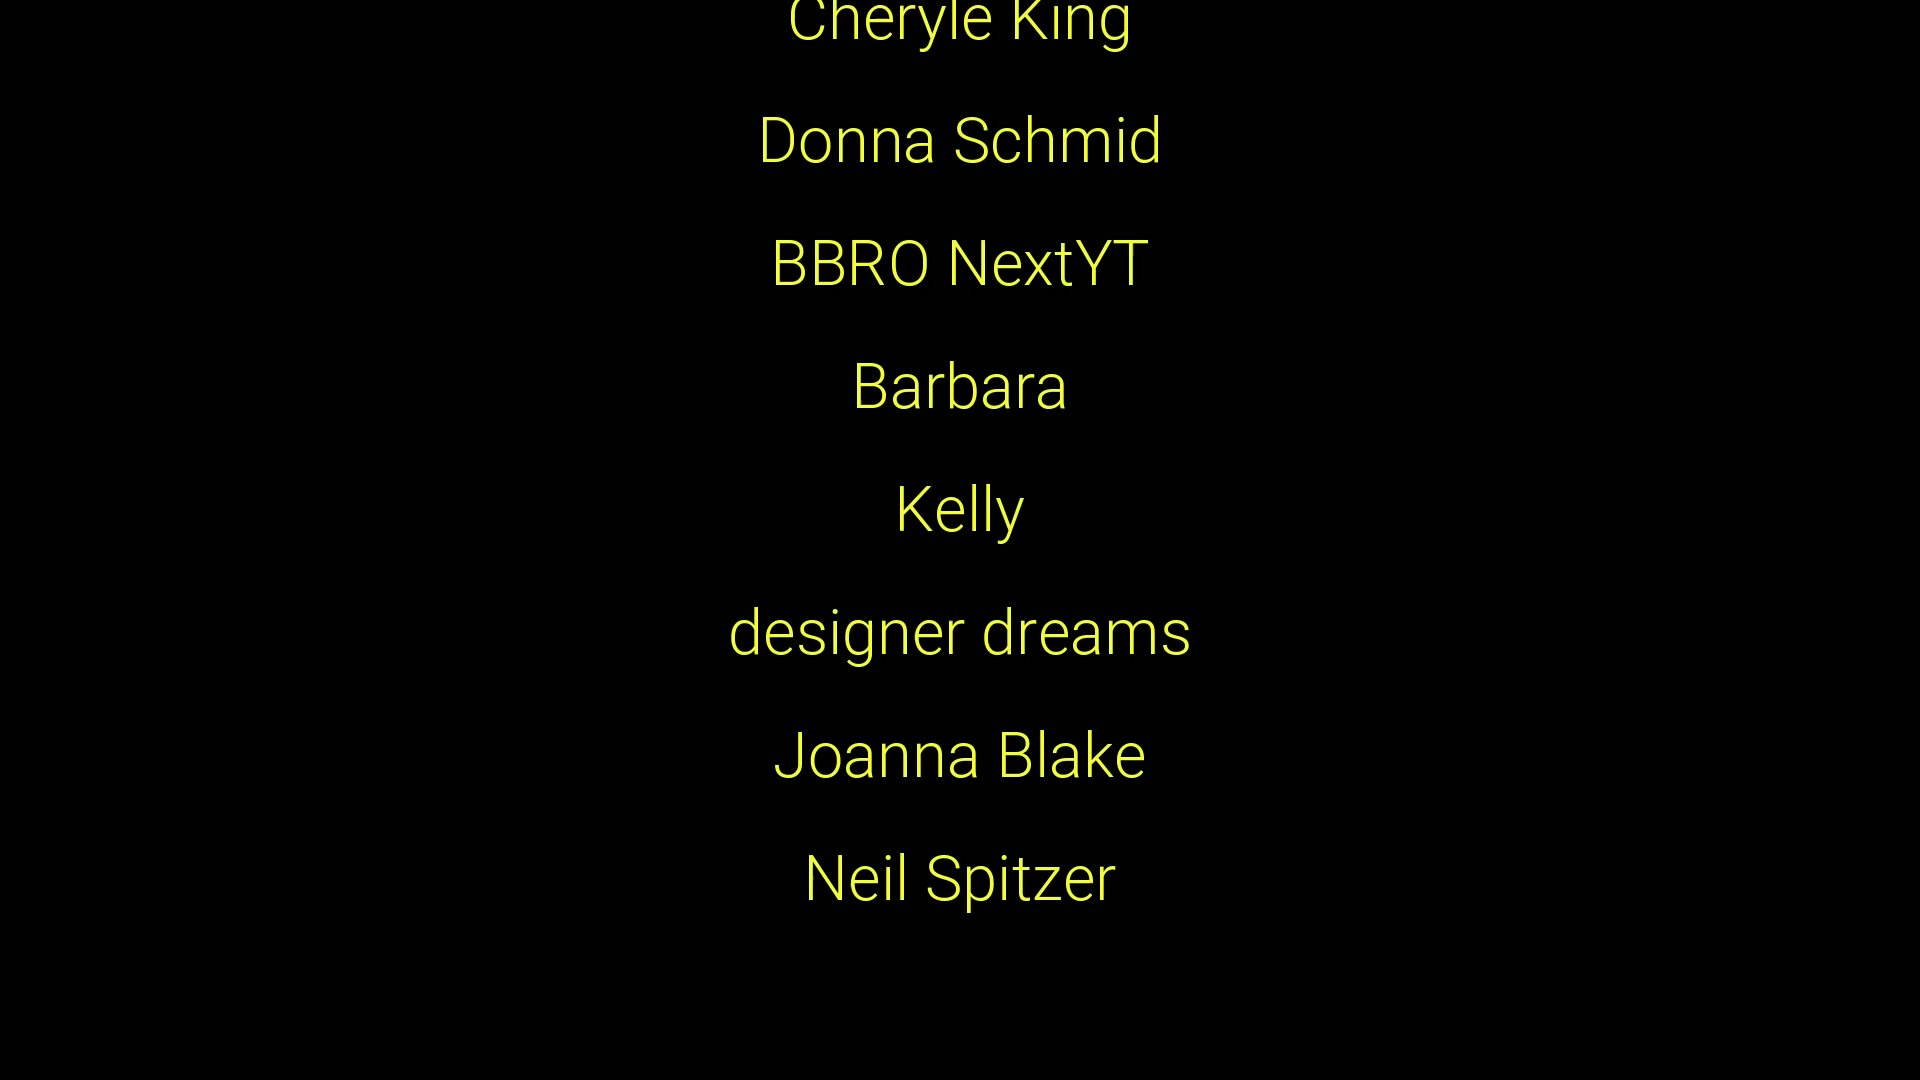 Cheryle King
Donna Schmid
BBRO NextYT
Barbara
Kelly
designer dreams
Joanna Blake
Neil Spitzer